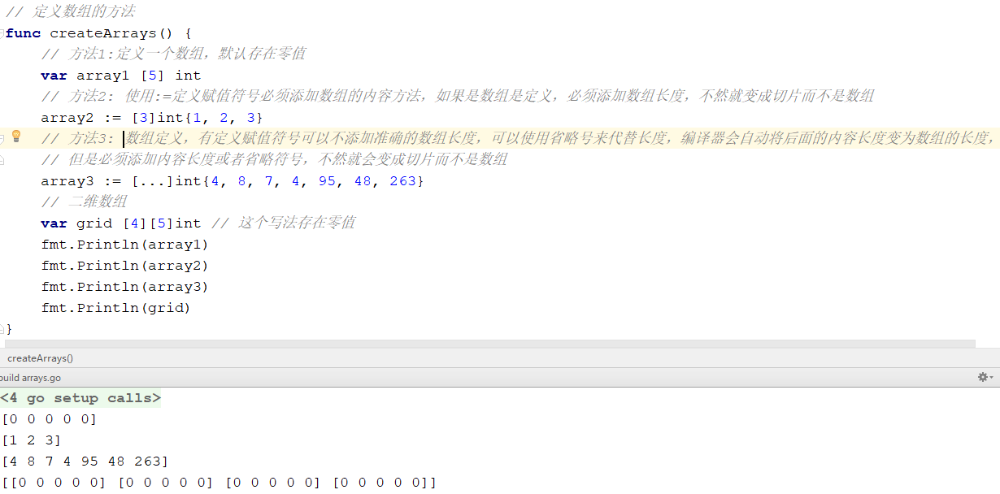 // 定义数组的方法
func createArrays() {
// 方法1:定义一个数组，默认存在零值
var array1 [5] int
// 方法2: 使用:=定义赋值符号必须添加数组的内容方法，如果是数组是定义，必须添加数组长度，不然就变成切片而不是数组
array2 := [3]int{1, 2, 3}
// 方法3: 数组定义，有定义赋值符号可以不添加准确的数组长度，可以使用省略号来代替长度，编译器会自动将后面的内容长度变为数组的长度，
// 但是必须添加内容长度或者省略符号，不然就会变成切片而不是数组
array3 := [...]int{4, 8, 7, 4, 95, 48, 263}
// 二维数组
var grid [4][5]int // 这个写法存在零值
fmt.Println(array1)
fmt.Println(array2)
fmt.Println(array3)
fmt.Println(grid)
}
createArrays()
build arrays.go
<4 go setup calls>
[0 0 0 0 0]
[1 2 3]
[4 8 7 4 95 48 263]
[[0 0 0 0 0] [0 0 0 0 0] [0 0 0 0 0] [0 0 0 0 0]]